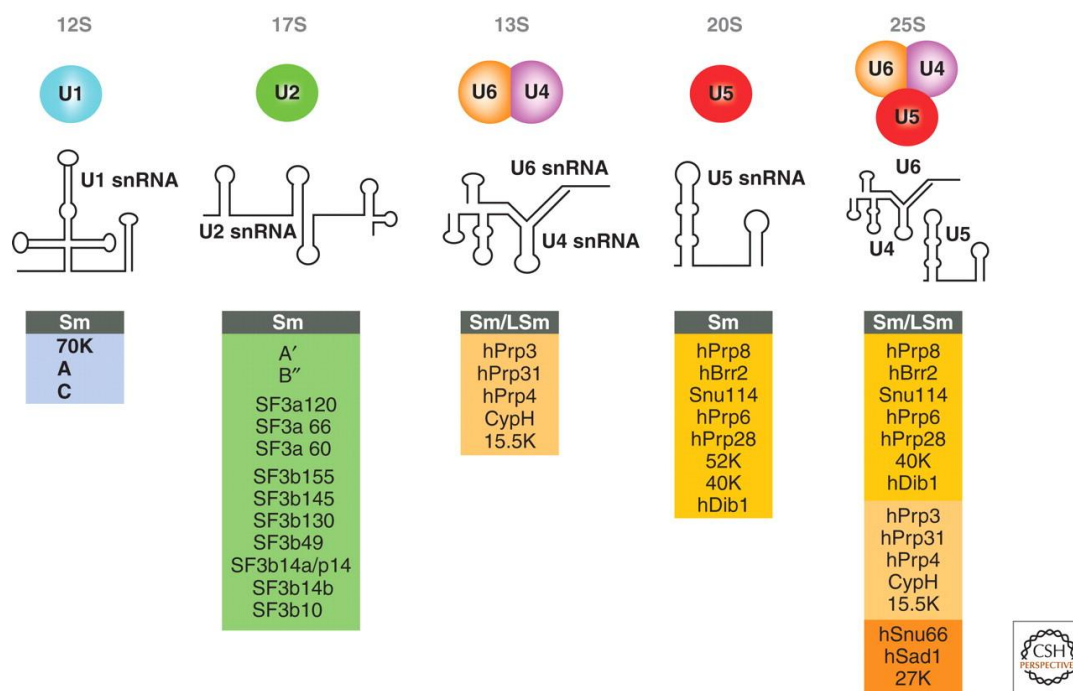 12S
17S
13S
20S
25S
U1
U2
U6 U4
U5
U6 U4
U5
U1 snRNA
U2 snRNA
U6 snRNA
U4 snRNA
U5 snRNA
U6
U4
U5
Sm
70K
A
C
Sm
A′
B″
SF3a120
SF3a 66
SF3a 60
SF3b155
SF3b145
SF3b130
SF3b49
SF3b14a/p14
SF3b14b
SF3b10
Sm/LSm
hPrp3
hPrp31
hPrp4
CypH
15.5K
Sm
hPrp8
hBrr2
Snu114
hPrp6
hPrp28
52K
40K
hDib1
Sm/LSm
hPrp8
hBrr2
Snu114
hPrp6
hPrp28
40K
hDib1
hPrp3
hPrp31
hPrp4
CypH
15.5K
hSnu66
hSad1
27K
CSH
PERSPECTIVES